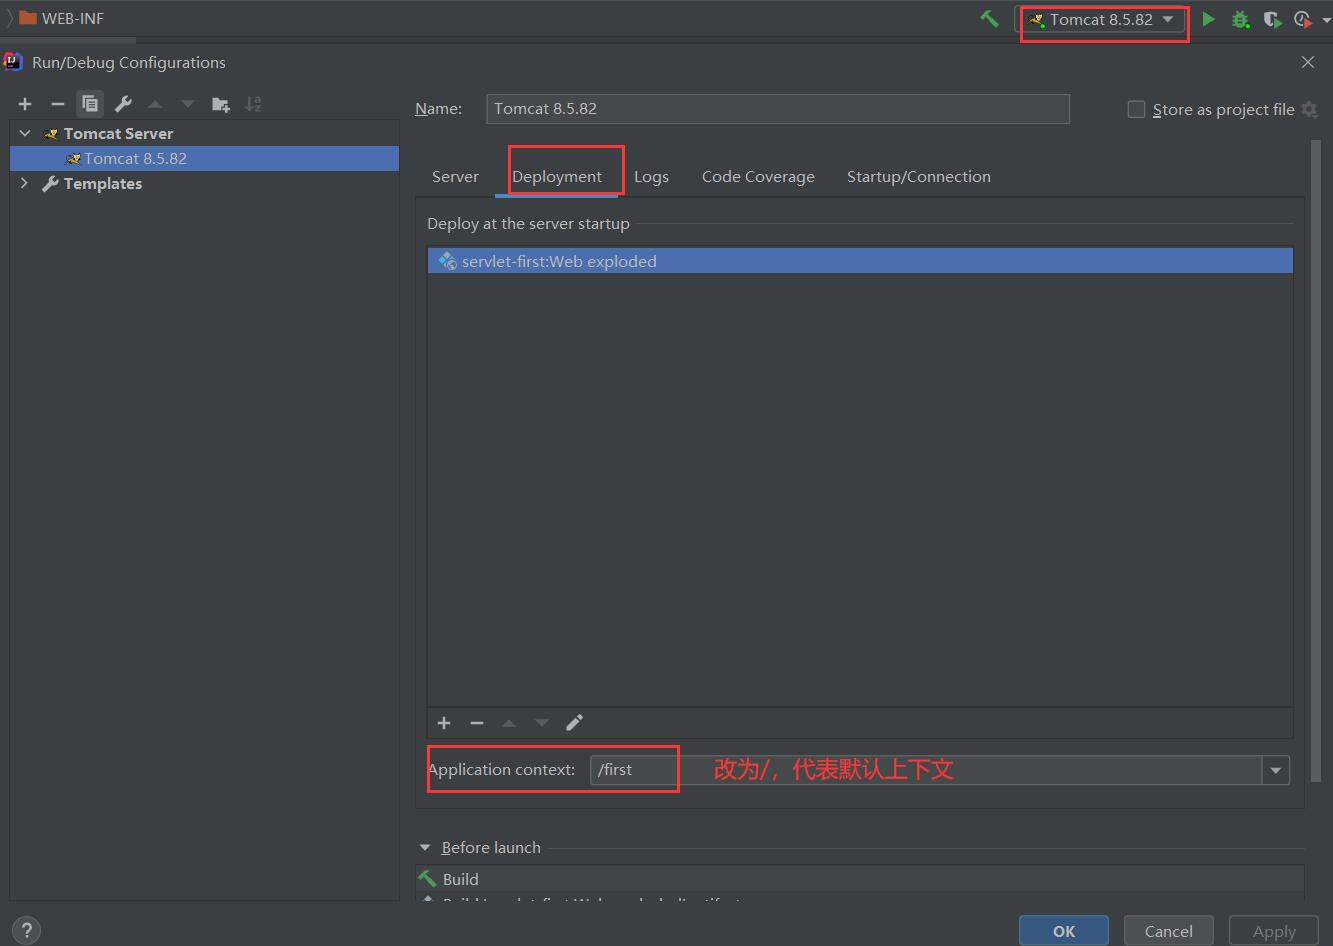 WEB-INF
Tomcat 8.5.82
Run/Debug Configurations
Name:
Tomcat 8.5.82
Store as project file
Tomcat Server
Tomcat 8.5.82
Templates
Server
Deployment
Logs
Code Coverage
Startup/Connection
Deploy at the server startup
servlet-first:Web exploded
Application context:
/first
改为/，代表默认上下文
Before launch
Build
OK
Cancel
Apply